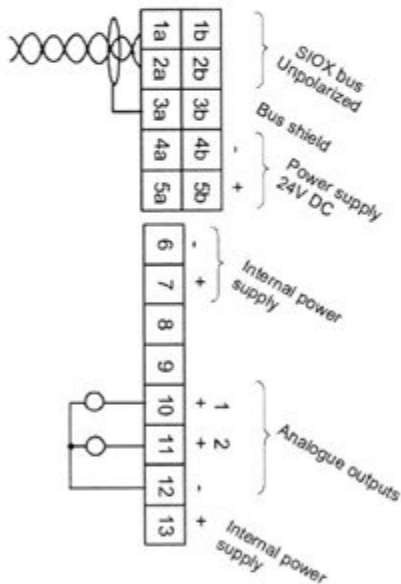 1a 1b
2a 2b
3a 3b
4a 4b -
5a 5b +
SIOX bus
Unpolarized
Bus shield
Power supply
24V DC
6 -
7 +
Internal power
supply
8
9
10 + 1
11 + 2
12 -
Analogue outputs
13 +
Internal power
supply